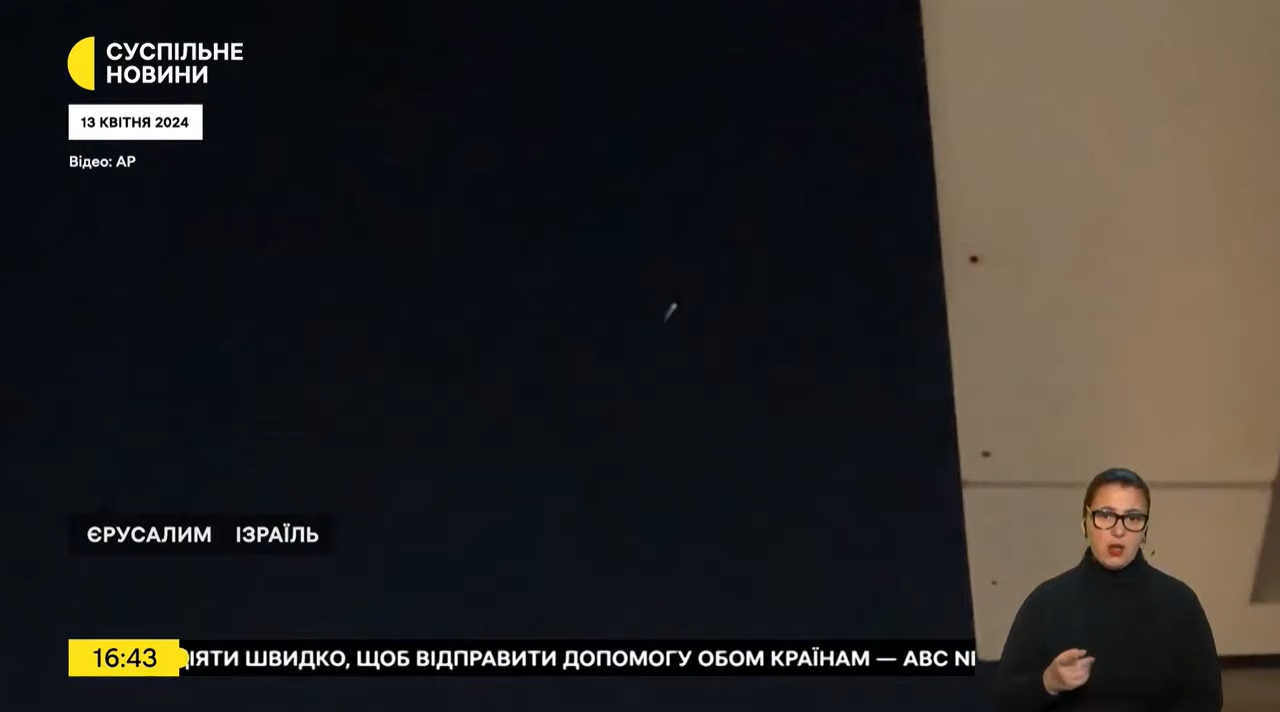 СУСПІЛЬНЕ
НОВИНИ
13 КВІТНЯ 2024
Відео: AP
ЄРУСАЛИМ ІЗРАЇЛЬ
16:43 ДІЯТИ ШВИДКО, ЩОБ ВІДПРАВИТИ ДОПОМОГУ ОБОМ КРАЇНАМ — ABC